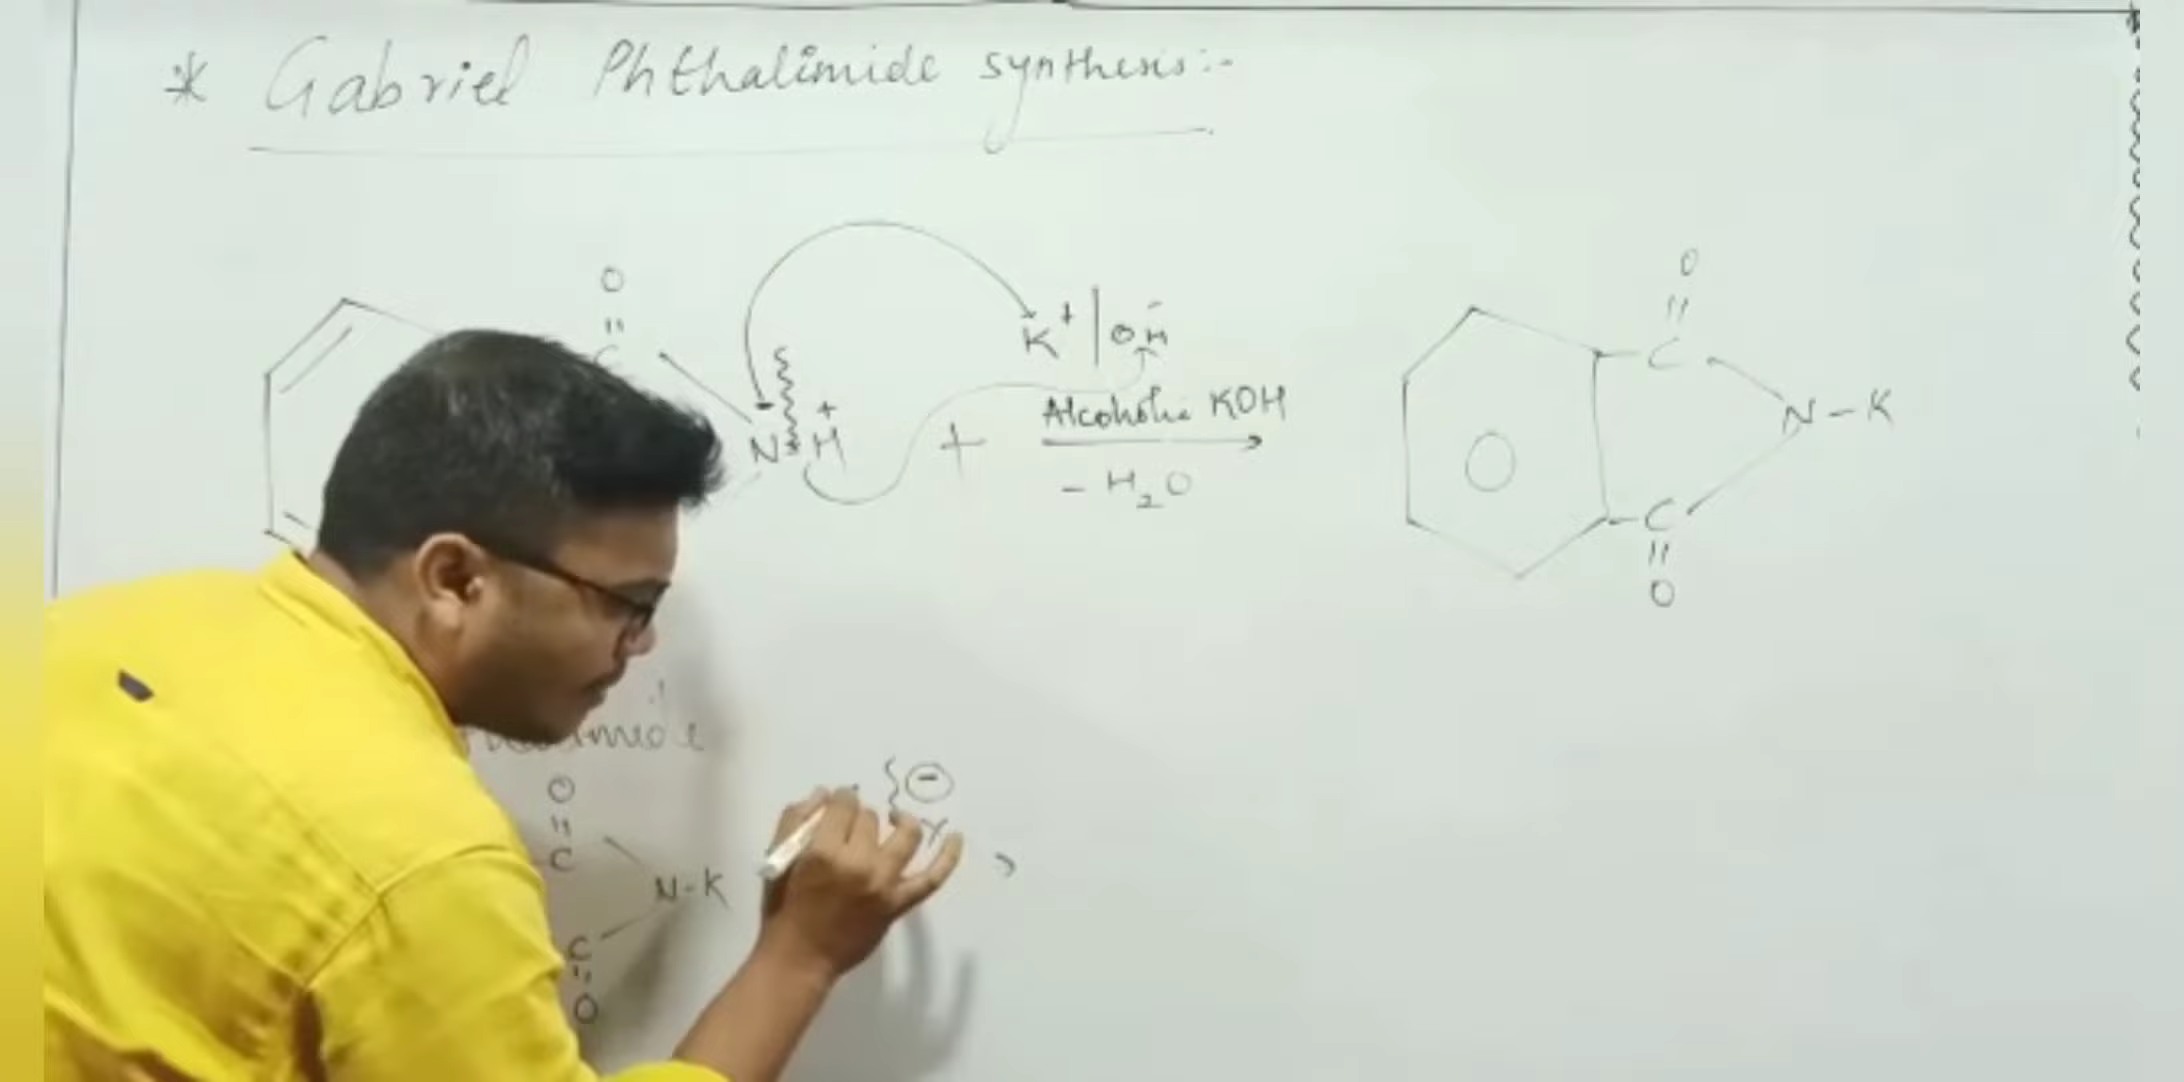 * Gabriel Phthalimide synthesis:-
O
||
C
N H +
K+ | OH-
+
Alcoholic KOH
- H2O
O
||
C
N-K
C
||
O
O
||
C
N-K
C
||
O
-
X